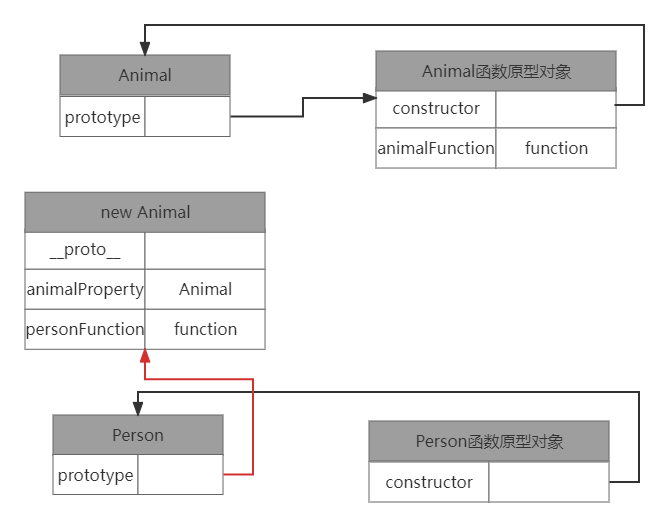 Animal
prototype
Animal函数原型对象
constructor
animalFunction function
new Animal
__proto__
animalProperty Animal
personFunction function
Person
prototype
Person函数原型对象
constructor